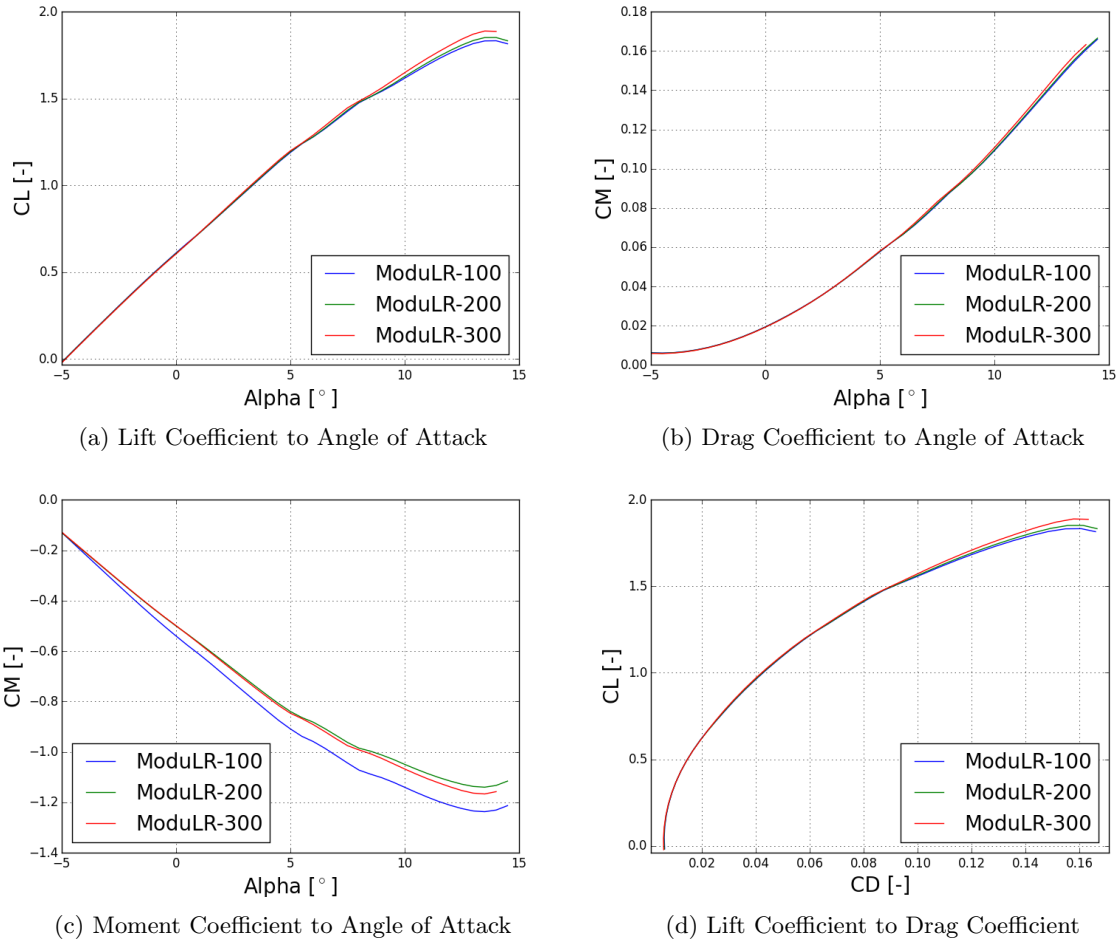 2.0
1.5
1.0
0.5
0.0
CL [-]
ModuLR-100
ModuLR-200
ModuLR-300
−5
0
5
10
15
Alpha [°]
(a) Lift Coefficient to Angle of Attack
0.18
0.16
0.14
0.12
0.10
0.08
0.06
0.04
0.02
0.00
CM [-]
ModuLR-100
ModuLR-200
ModuLR-300
−5
0
5
10
15
Alpha [°]
(b) Drag Coefficient to Angle of Attack
0.0
−0.2
−0.4
−0.6
−0.8
−1.0
−1.2
−1.4
CM [-]
ModuLR-100
ModuLR-200
ModuLR-300
−5
0
5
10
15
Alpha [°]
(c) Moment Coefficient to Angle of Attack
2.0
1.5
1.0
0.5
0.0
CL [-]
ModuLR-100
ModuLR-200
ModuLR-300
0.02
0.04
0.06
0.08
0.10
0.12
0.14
0.16
CD [-]
(d) Lift Coefficient to Drag Coefficient